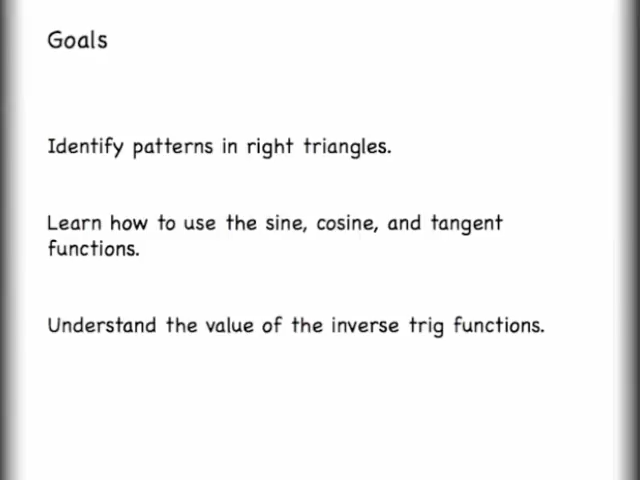 Goals
Identify patterns in right triangles.
Learn how to use the sine, cosine, and tangent
functions.
Understand the value of the inverse trig functions.